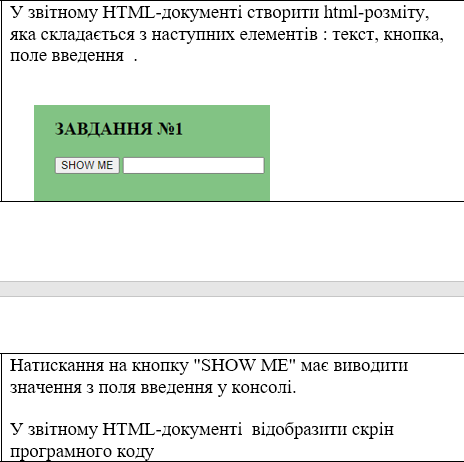 У звітному HTML-документі створити html-розміту,
яка складається з наступних елементів : текст, кнопка,
поле введення .
ЗАВДАННЯ №1
SHOW ME
Натискання на кнопку "SHOW ME" має виводити
значення з поля введення у консолі.
У звітному HTML-документі відобразити скрін
програмного коду